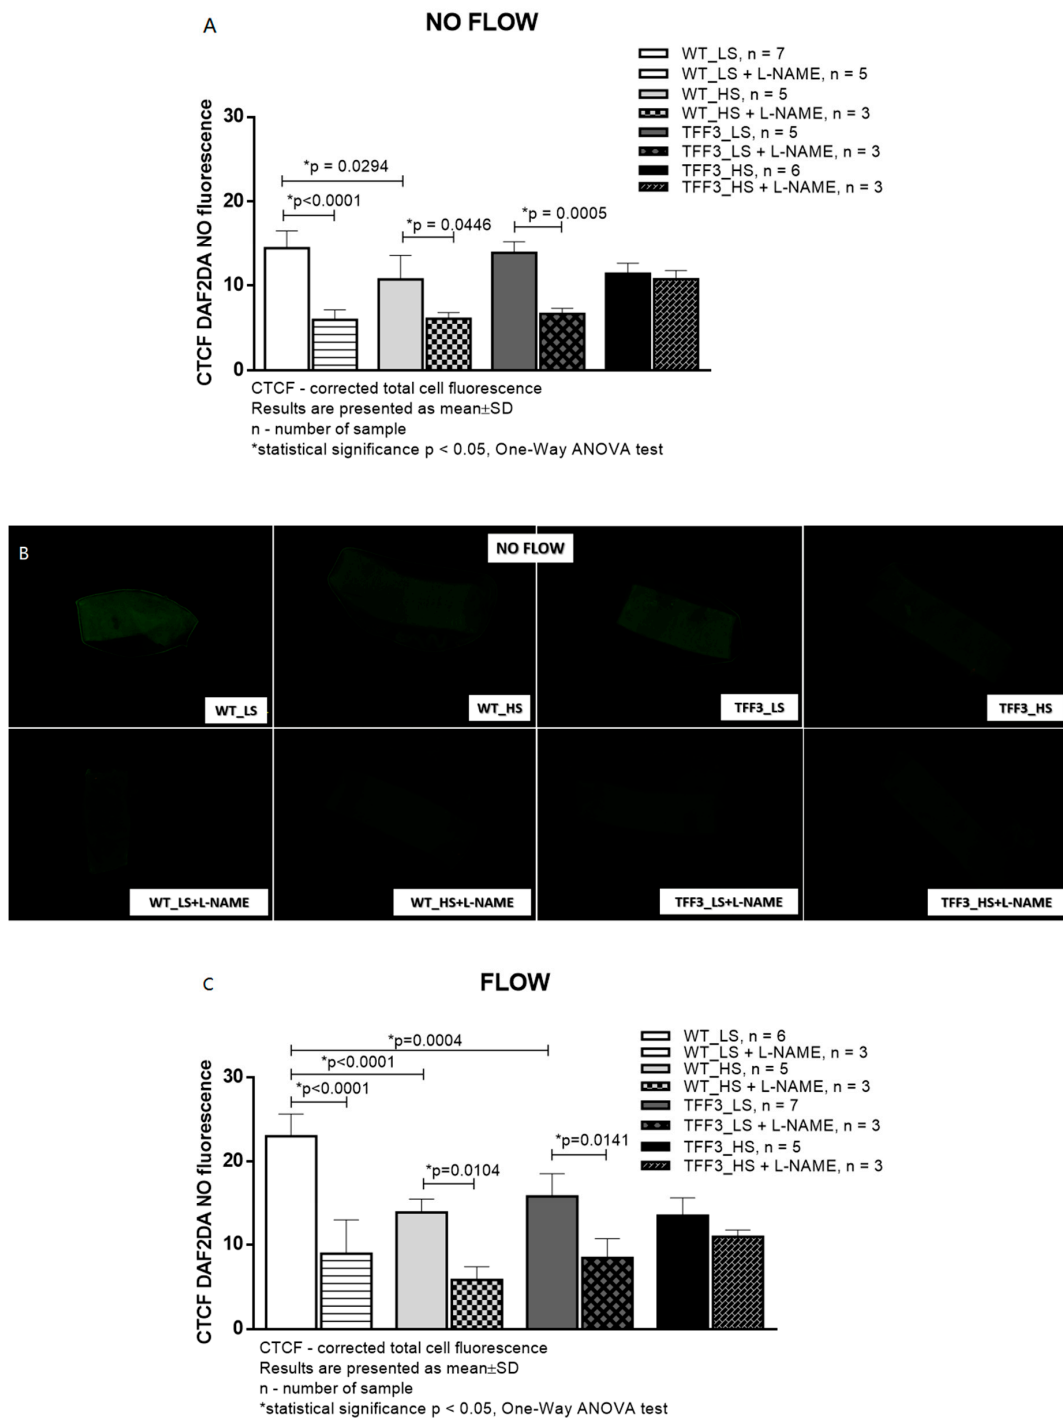 A
NO FLOW
WT_LS, n = 7
WT_LS + L-NAME, n = 5
WT_HS, n = 5
WT_HS + L-NAME, n = 3
TFF3_LS, n = 5
TFF3_LS + L-NAME, n = 3
TFF3_HS, n = 6
TFF3_HS + L-NAME, n = 3
CTCF DAF2DA NO fluorescence
30
20
10
0
*p = 0.0294
*p<0.0001
*p = 0.0446
*p = 0.0005
CTCF - corrected total cell fluorescence
Results are presented as mean±SD
n - number of sample
*statistical significance p < 0.05, One-Way ANOVA test
B
NO FLOW
WT_LS
WT_HS
TFF3_LS
TFF3_HS
WT_LS+L-NAME
WT_HS+L-NAME
TFF3_LS+L-NAME
TFF3_HS+L-NAME
C
FLOW
WT_LS, n = 6
WT_LS + L-NAME, n = 3
WT_HS, n = 5
WT_HS + L-NAME, n = 3
TFF3_LS, n = 7
TFF3_LS + L-NAME, n = 3
TFF3_HS, n = 5
TFF3_HS + L-NAME, n = 3
CTCF DAF2DA NO fluorescence
30
20
10
0
*p=0.0004
*p<0.0001
*p<0.0001
*p=0.0104
*p=0.0141
CTCF - corrected total cell fluorescence
Results are presented as mean±SD
n - number of sample
*statistical significance p < 0.05, One-Way ANOVA test